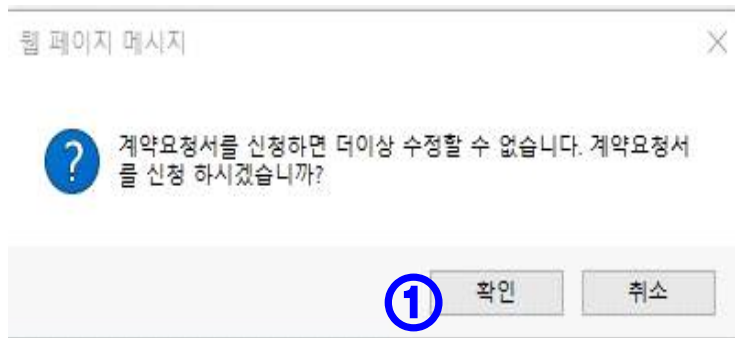 웹 페이지 메시지
계약요청서를 신청하면 더이상 수정할 수 없습니다. 계약요청서
를 신청 하시겠습니까?
① 확인 취소